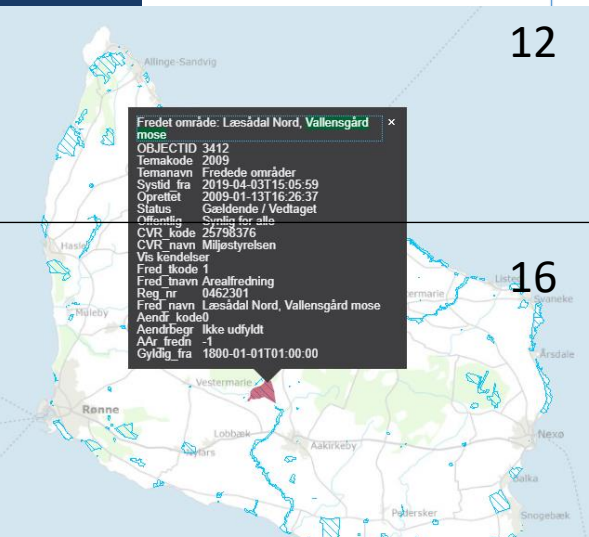 12
Allinge-Sandvig
Fredet område: Læsådal Nord, Vallensgård
mose
×
OBJECTID 3412
Temakode 2009
Temanavn Fredede områder
Systid_fra 2019-04-03T15:05:59
Oprettet 2009-01-13T16:26:37
Status Gældende / Vedtaget
Offentlig Synlig for alle
CVR_kode 25798376
CVR_navn Miljøstyrelsen
Vis kendelser
Fred_tkode 1
Fred_tnavn Arealfredning
Reg_nr 0462301
Fred_navn Læsådal Nord, Vallensgård mose
Aendr_kode0
Aendrbegr Ikke udfyldt
AAr_fredn -1
Gyldig_fra 1800-01-01T01:00:00
Hasle
16
Svaneke
Muleby
Årsdale
Vestermarie
Rønne
Lobbæk
Nexø
Aakirkeby
Balka
Pedersker
Snogebæk